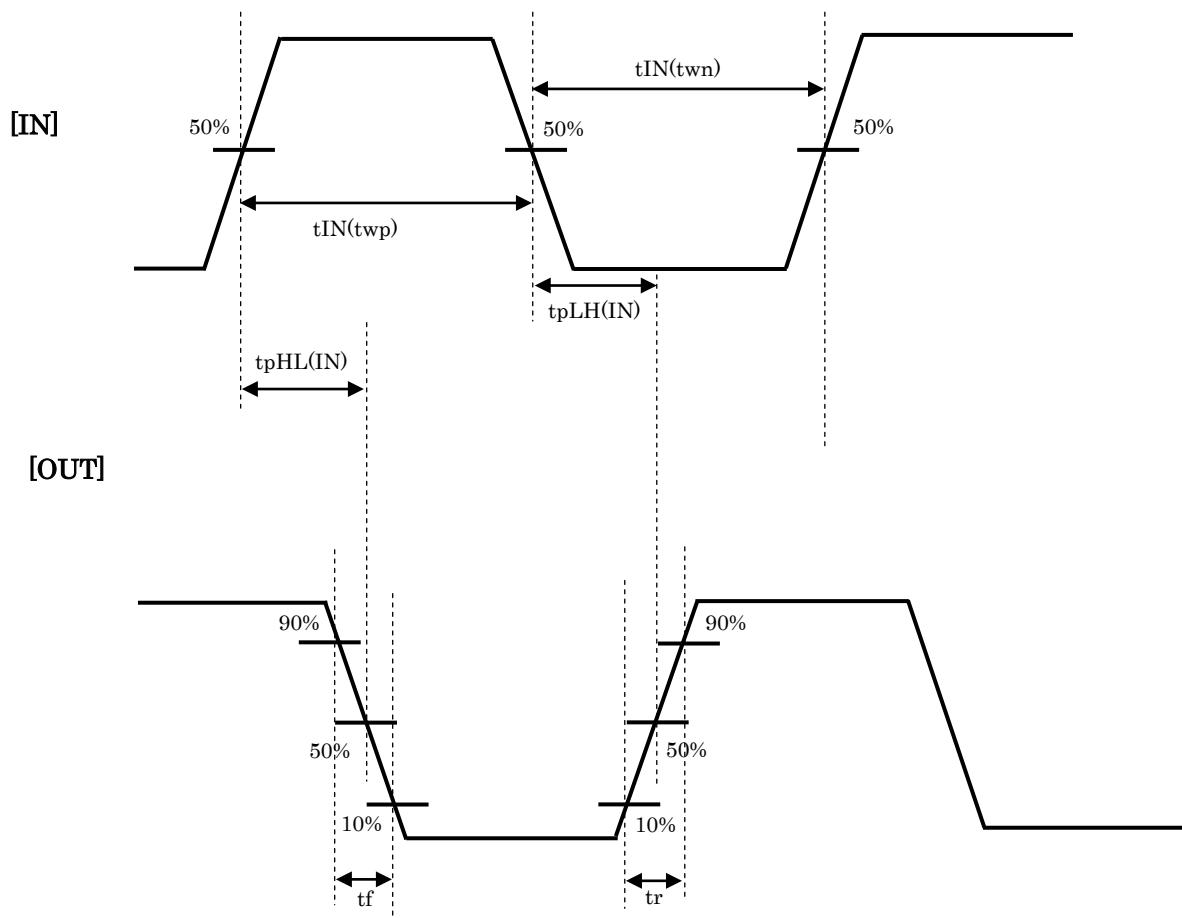 tIN(twn)
[IN]
50%
50%
50%
tIN(twp)
tpLH(IN)
tpHL(IN)
[OUT]
90%
90%
50%
50%
10%
10%
tf
tr